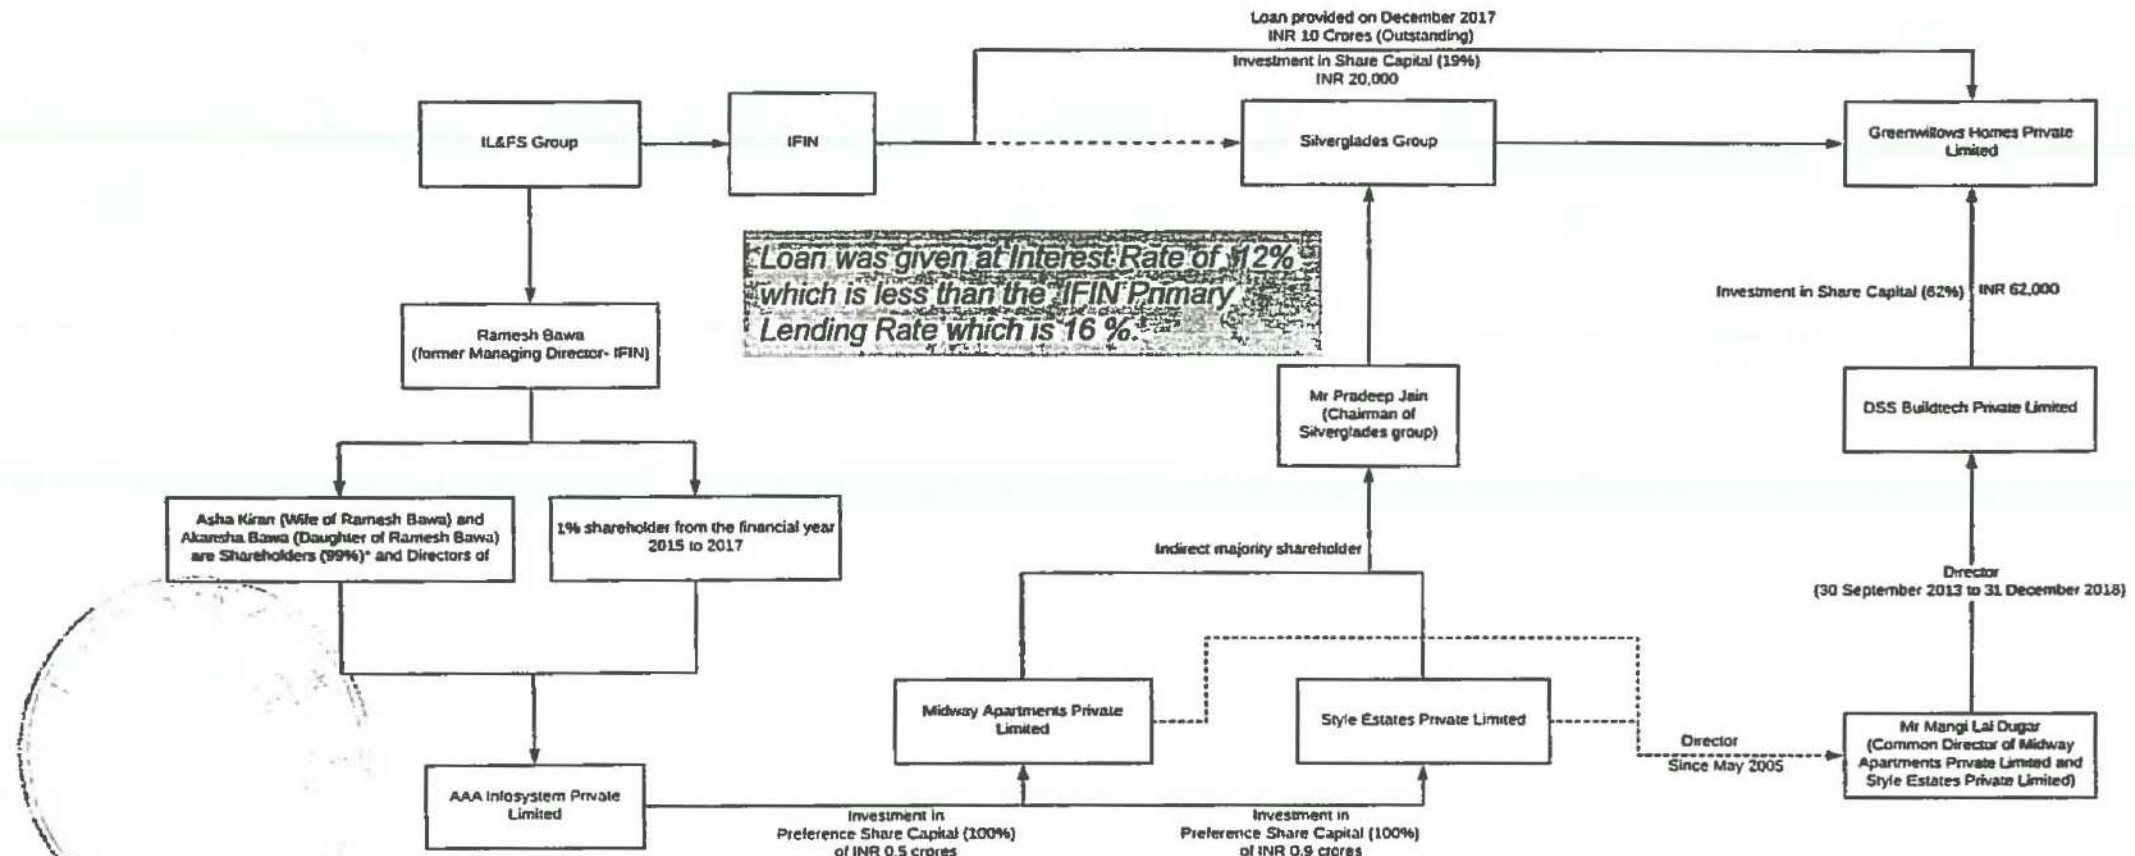 Loan provided on December 2017
INR 10 Crores (Outstanding)
Investment in Share Capital (19%)
INR 20,000
IL&FS Group
IFIN
Silverglades Group
Greenwillows Homes Private
Limited
Loan was given at Interest Rate of 12%
which is less than the 'IFIN Primary
Lending Rate' which is 16 %.
Ramesh Bawa
(former Managing Director- IFIN)
Investment in Share Capital (62%)
INR 62,000
Mr Pradeep Jain
(Chairman of
Silverglades group)
DSS Buildtech Private Limited
Asha Kiran (Wife of Ramesh Bawa) and
Akansha Bawa (Daughter of Ramesh Bawa)
are Shareholders (99%)* and Directors of
1% shareholder from the financial year
2015 to 2017
Indirect majority shareholder
Director
(30 September 2013 to 31 December 2018)
Midway Apartments Private
Limited
Style Estates Private Limited
Director
Since May 2005
Mr Mangi Lal Dugar
(Common Director of Midway
Apartments Private Limited and
Style Estates Private Limited)
AAA Infosystem Private
Limited
Investment in
Preference Share Capital (100%)
of INR 0.5 crores
Investment in
Preference Share Capital (100%)
of INR 0.9 crores